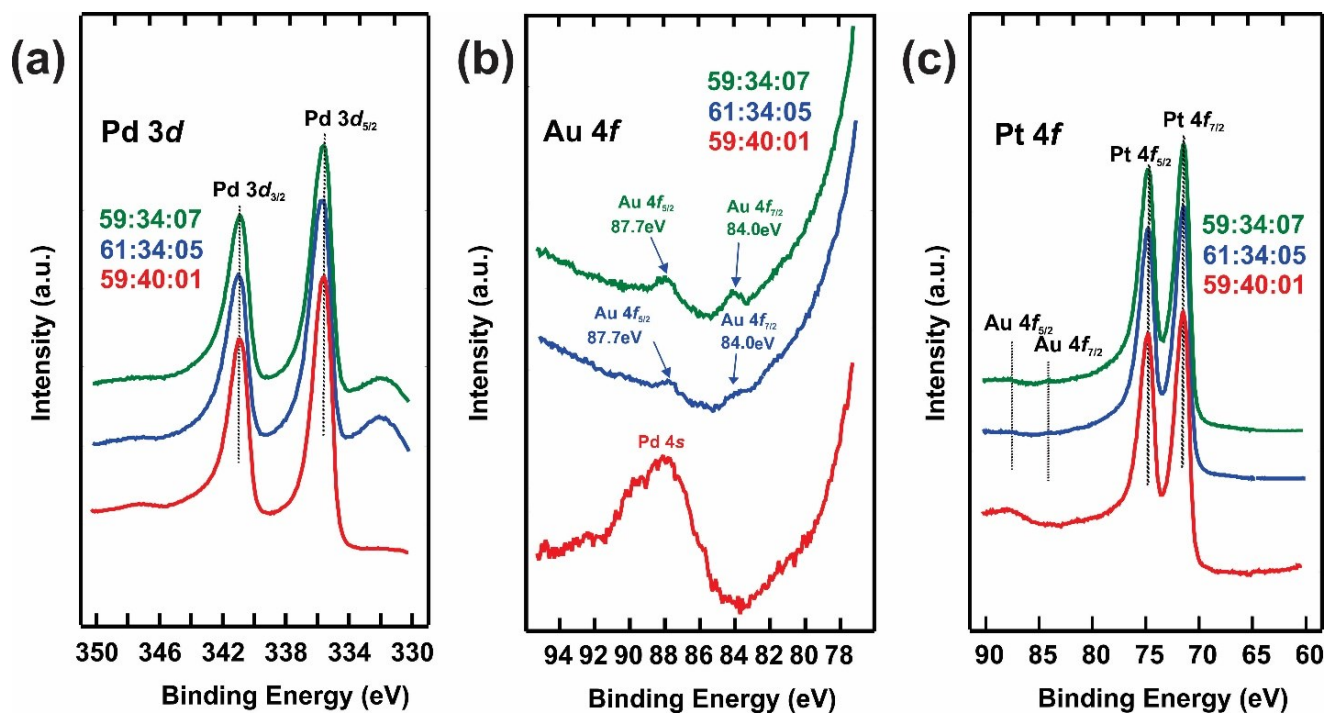 (a)
Pd 3d
Pd 3d5/2
Pd 3d3/2
59:34:07
61:34:05
59:40:01
Intensity (a.u.)
350 346 342 338 334 330
Binding Energy (eV)
(b)
59:34:07
61:34:05
59:40:01
Au 4f
Au 4f5/2
87.7eV
Au 4f7/2
84.0eV
Au 4f5/2
87.7eV
Au 4f7/2
84.0eV
Pd 4s
Intensity (a.u.)
94 92 90 88 86 84 82 80 78
Binding Energy (eV)
(c)
Pt 4f
Pt 4f7/2
Pt 4f5/2
59:34:07
61:34:05
59:40:01
Au 4f5/2
Au 4f7/2
Intensity (a.u.)
90 85 80 75 70 65 60
Binding Energy (eV)